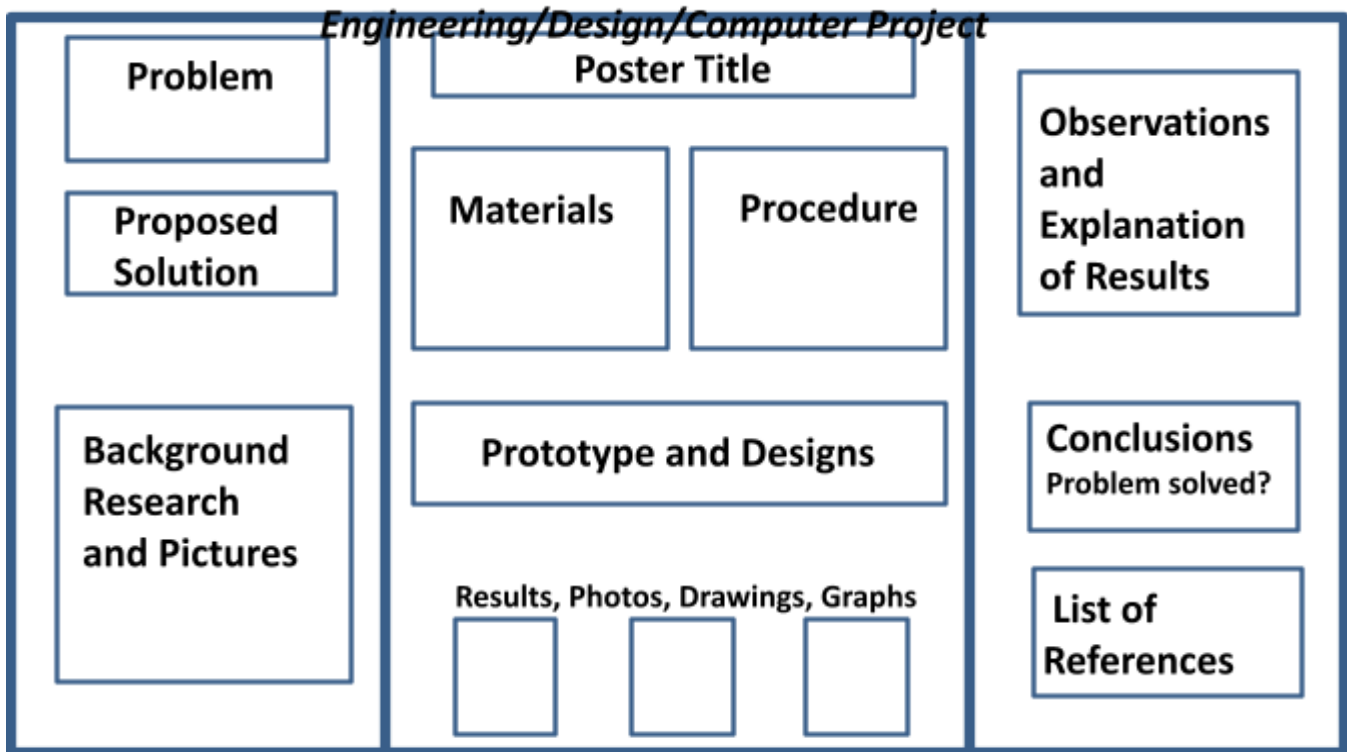 Engineering/Design/Computer Project
Problem
Proposed
Solution
Background
Research
and Pictures
Poster Title
Materials
Procedure
Prototype and Designs
Results, Photos, Drawings, Graphs
Observations
and
Explanation
of Results
Conclusions
Problem solved?
List of
References